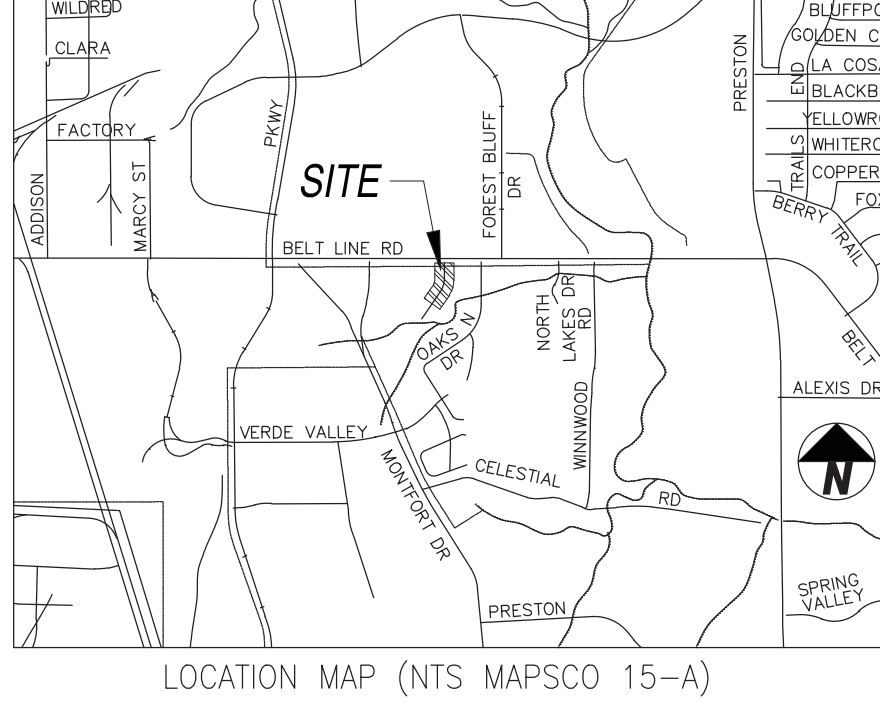 WILDRED
BLUFFPO
CLARA
GOLDEN C
PRESTON
TRAILS END
LA COSA
BLACKB
FACTORY
PKWY
FOREST BLUFF
DR
YELLOWR
ADDISON
MARCY ST
WHITERO
SITE
COPPER
FOX
BERRY TRAIL
BELT LINE RD
BELT
NORTH
LAKES DR
RD
WINNWOOD
OAKS N
DR
ALEXIS DR
VERDE VALLEY
N
MONTFORT DR
CELESTIAL
RD
SPRING
VALLEY
PRESTON
LOCATION MAP (NTS MAPSCO 15-A)